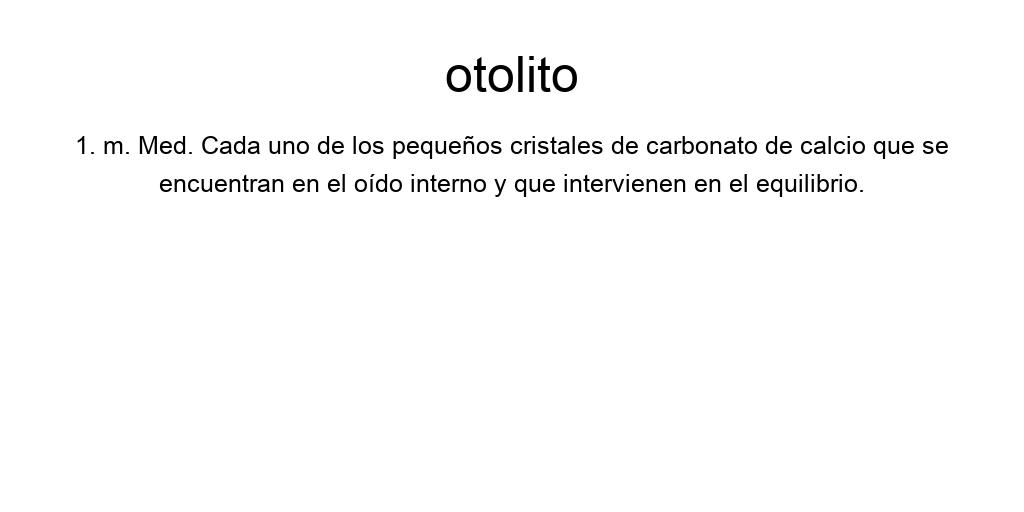 otolito
1. m. Med. Cada uno de los pequeños cristales de carbonato de calcio que se
encuentran en el oído interno y que intervienen en el equilibrio.